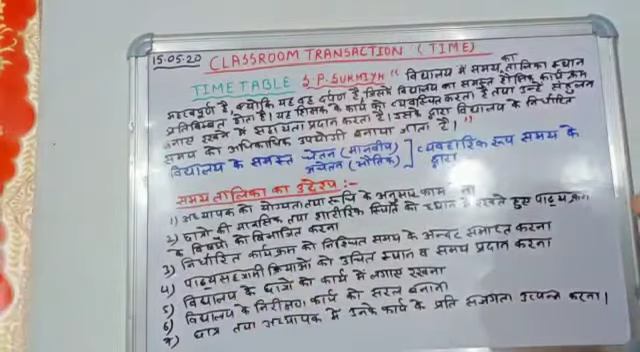 15.05.20 CLASSROOM TRANSACTION (TIME)
TIME TABLE S.P. SUKHIYA " विद्यालय में समय तालिका का स्थान
महत्वपूर्ण है, क्योकि यह वह दर्पण है, जिसमे विद्यालय का समस्त शैक्षिक कार्यक्रम
प्रतिबिम्बित होता है। यह शिक्षक के कार्य को व्यवस्थित करता है तथा उन्हे संतुलन
बनाए रखने में सहायता प्रदान करता है। इसके द्वारा विद्यालय के निर्धारित
समय को अधिकाधिक उपयोगी बनाया जाता है। "
विद्यालय के समस्त चेतन (मानवीय) ] व्यवहारिक रूप समय के
अचेतन (भौतिक) द्वारा
समय तालिका का उद्देश्य :-
1) अध्यापक की योग्यता तथा रूचि के अनुसार काम
2) छात्रो की मानसिक तथा शारीरिक स्थिति को ध्यान में रखते हुए पाठ्यक्रम
के विषयो को विभाजित करना
3) निर्धारित कार्यक्रम को निश्चित समय के अन्दर समाप्त करना
4) पाठ्यसहगामी क्रियाओं को उचित स्थान व समय प्रदान करना
5) विद्यालय के छात्रो को कार्य में लगाए रखना
6) विद्यालय के निरीक्षण कार्य को सरल बनाना
7) छात्र तथा अध्यापक में उनके कार्य के प्रति सजगता उत्पन्न करना।